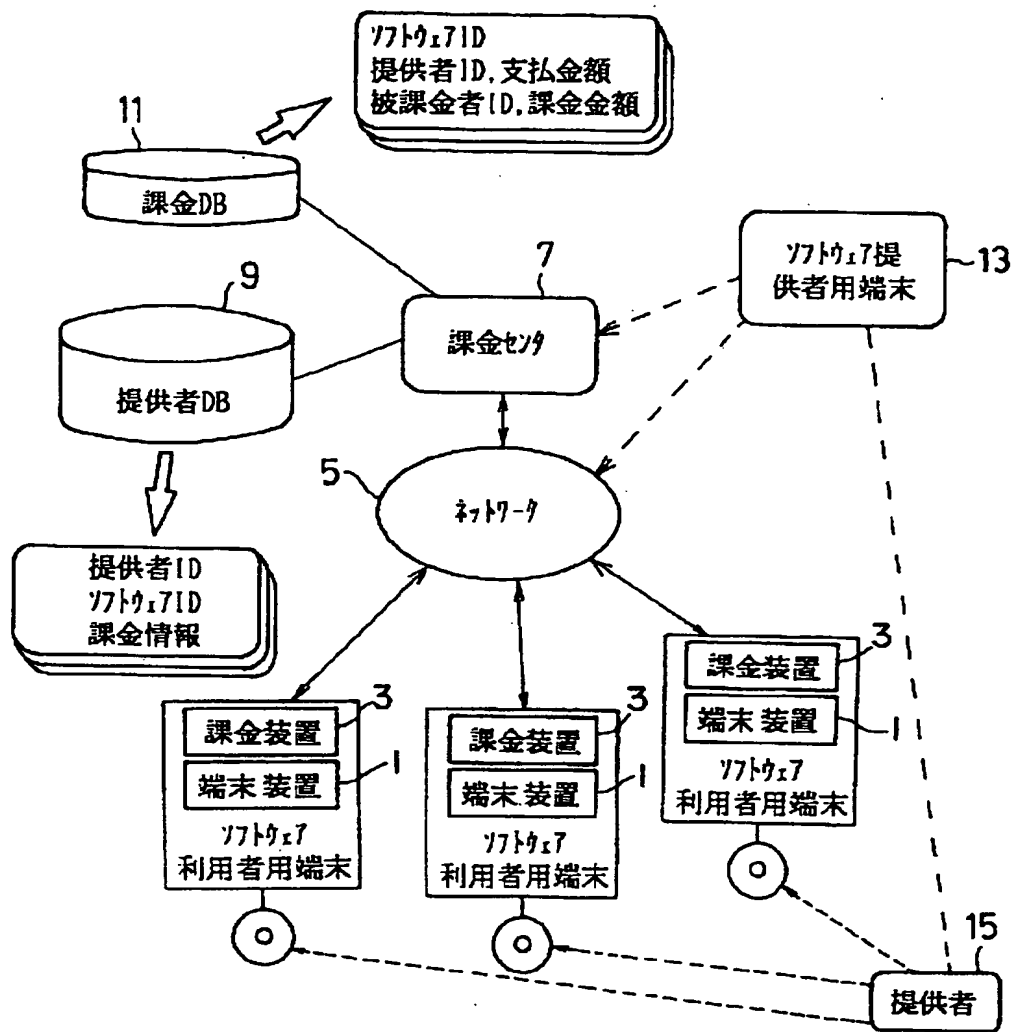 ソフトウェアID
提供者ID,支払金額
被課金者ID,課金金額
11
課金DB
9
提供者DB
7
課金センタ
ソフトウェア提
供者用端末
13
5
ネットワータ
提供者ID
ソフトウェアID
課金情報
課金装置
3
端末装置
1
ソフトウェア
利用者用端末
課金装置
3
端末装置
1
ソフトウェア
利用者用端末
課金装置
3
端末装置
1
ソフトウェア
利用者用端末
15
提供者